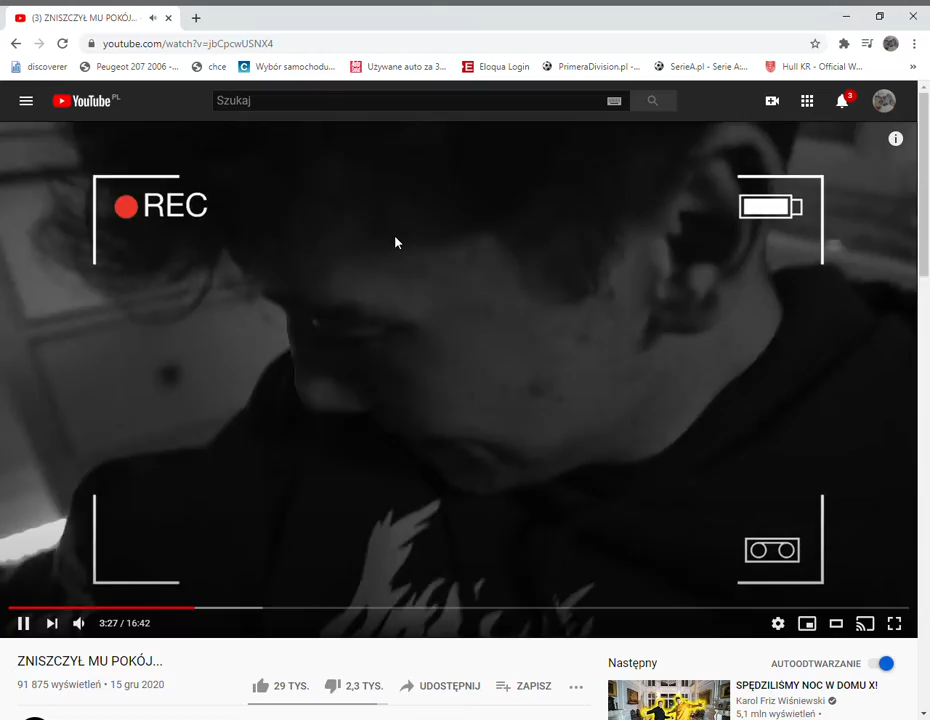 (3) ZNISZCZYŁ MU POKÓJ...
youtube.com/watch?v=jbCpcwUSNX4
discoverer
Peugeot 207 2006 -...
chce
Wybór samochodu...
Uzywane auto za 3...
Eloqua Login
PrimeraDivision.pl -...
SerieA.pl - Serie A:...
Hull KR - Official W...
»
YouTube PL
Szukaj
3
REC
3:27 / 16:42
ZNISZCZYŁ MU POKÓJ...
91 875 wyświetleń • 15 gru 2020
29 TYS.
2,3 TYS.
UDOSTĘPNIJ
ZAPISZ
Następny
AUTOODTWARZANIE
SPĘDZILIŚMY NOC W DOMU X!
Karol Friz Wiśniewski
5,1 mln wyświetleń •